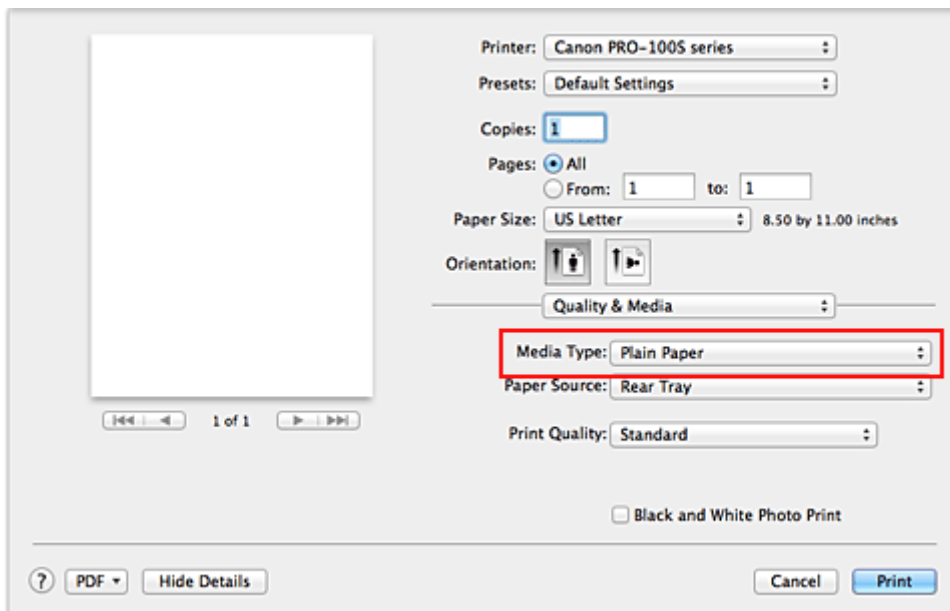 Printer: Canon PRO-100S series
Presets: Default Settings
Copies: 1
Pages: All
From: 1 to: 1
Paper Size: US Letter 8.50 by 11.00 inches
Orientation:
Quality & Media
Media Type: Plain Paper
Paper Source: Rear Tray
1 of 1
Print Quality: Standard
Black and White Photo Print
? PDF Hide Details Cancel Print